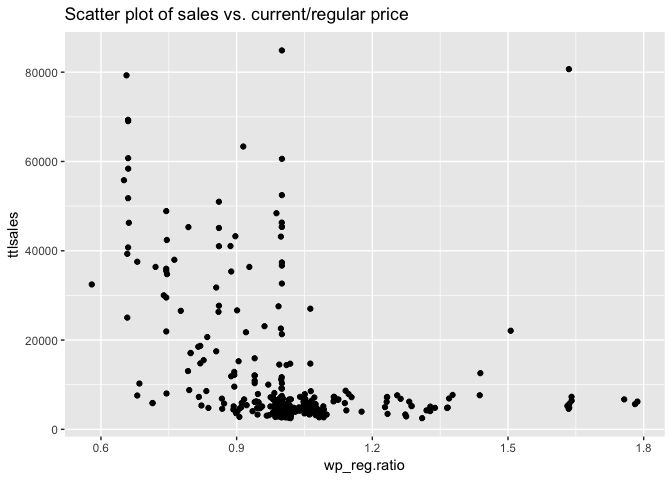 Scatter plot of sales vs. current/regular price
80000
60000
40000
20000
0
ttlsales
0.6 0.9 1.2 1.5 1.8
wp_reg.ratio